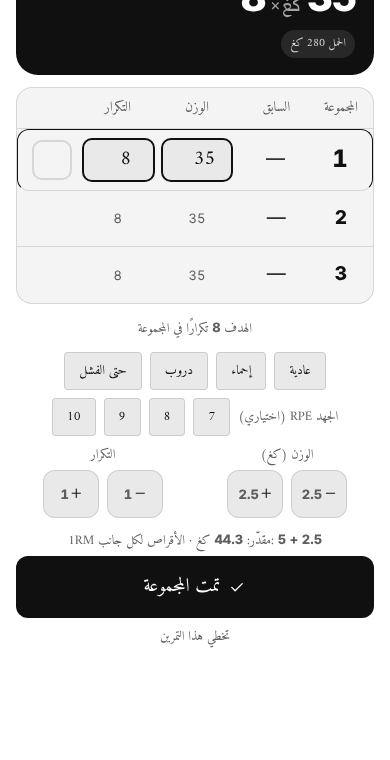 35 كغ × 8
الحمل 280 كغ
المجموعة السابق الوزن التكرار
1 — 35 8
2 — 35 8
3 — 35 8
الهدف 8 تكرارًا في المجموعة
عادية إحماء دروب حتى الفشل
الجهد RPE (اختياري) 7 8 9 10
الوزن (كغ) التكرار
−2.5 +2.5 −1 +1
1RM مقدّر: 44.3 كغ · الأقراص لكل جانب: 5 + 2.5
✓ تمت المجموعة
تخطي هذا التمرين